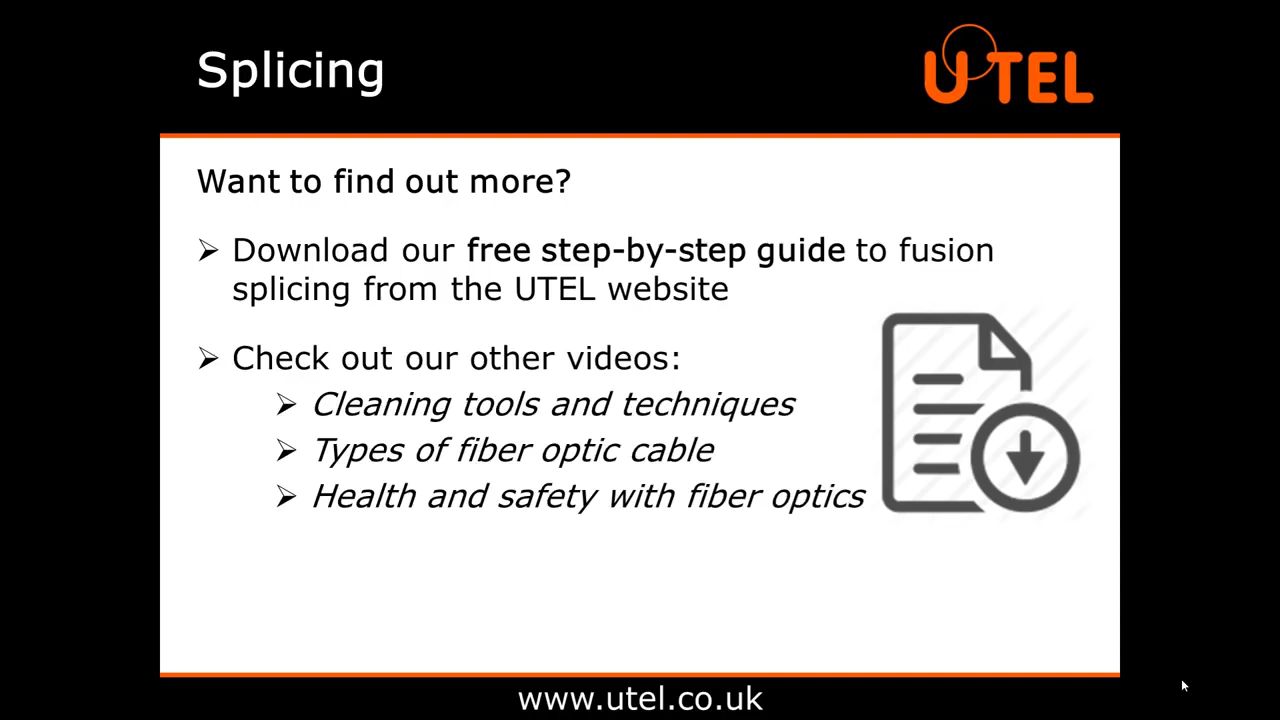 Splicing
UTEL
Want to find out more?
Download our free step-by-step guide to fusion
splicing from the UTEL website
Check out our other videos:
Cleaning tools and techniques
Types of fiber optic cable
Health and safety with fiber optics
www.utel.co.uk